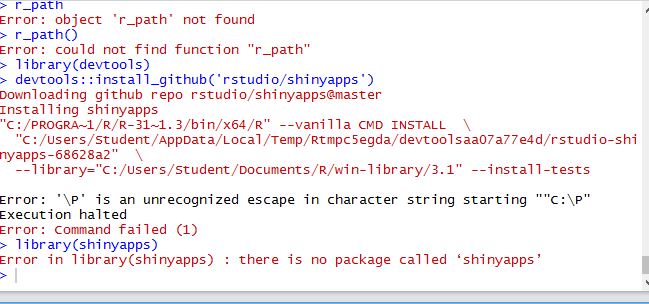 > r_path
Error: object 'r_path' not found
> r_path()
Error: could not find function "r_path"
> library(devtools)
> devtools::install_github('rstudio/shinyapps')
Downloading github repo rstudio/shinyapps@master
Installing shinyapps
"C:/PROGRA~1/R/R-31~1.3/bin/x64/R" --vanilla CMD INSTALL  \
  "C:/Users/Student/AppData/Local/Temp/Rtmpc5egda/devtoolsaa07a77e4d/rstudio-shi
nyapps-68628a2"  \
  --library="C:/Users/Student/Documents/R/win-library/3.1" --install-tests
Error: '\P' is an unrecognized escape in character string starting ""C:\P"
Execution halted
Error: Command failed (1)
> library(shinyapps)
Error in library(shinyapps) : there is no package called ‘shinyapps’
>